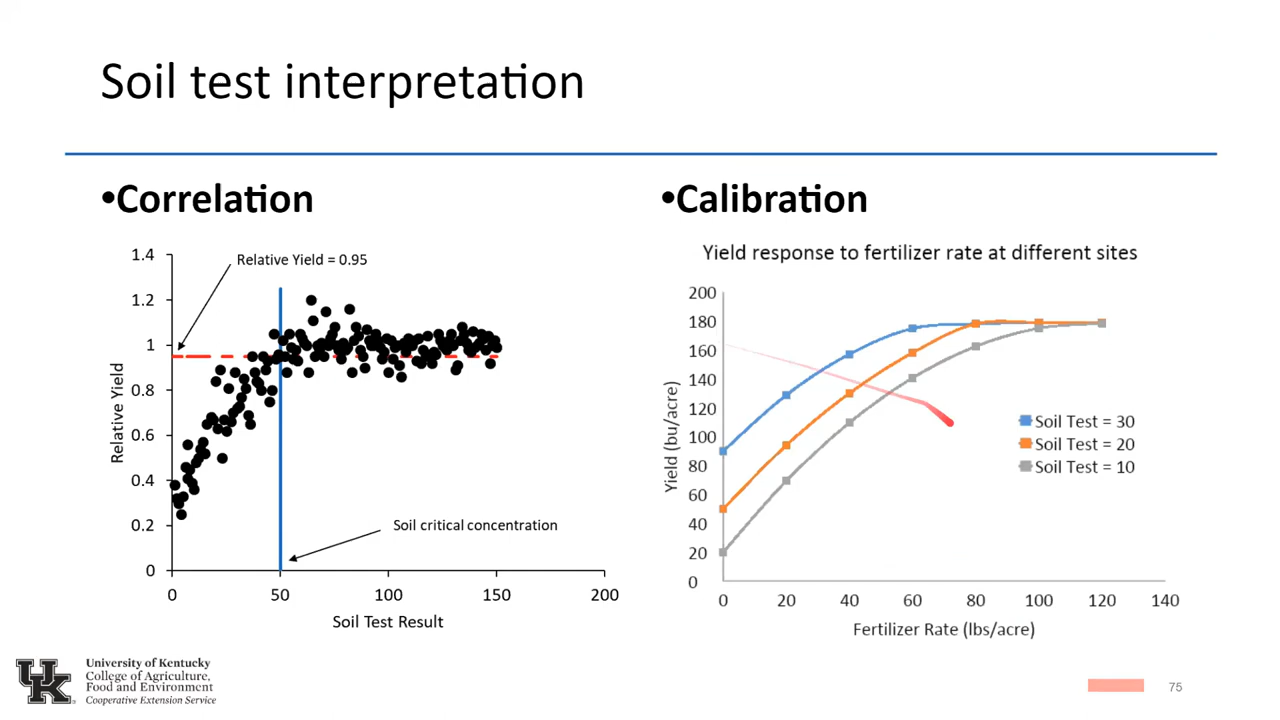 Soil test interpretation
•Correlation
1.4
1.2
1
0.8
0.6
0.4
0.2
0
0
50
100
150
200
Relative Yield
Soil Test Result
Relative Yield = 0.95
Soil critical concentration
•Calibration
Yield response to fertilizer rate at different sites
200
180
160
140
120
100
80
60
40
20
0
0
20
40
60
80
100
120
140
Yield (bu/acre)
Fertilizer Rate (lbs/acre)
Soil Test = 30
Soil Test = 20
Soil Test = 10
UK
University of Kentucky
College of Agriculture,
Food and Environment
Cooperative Extension Service
75